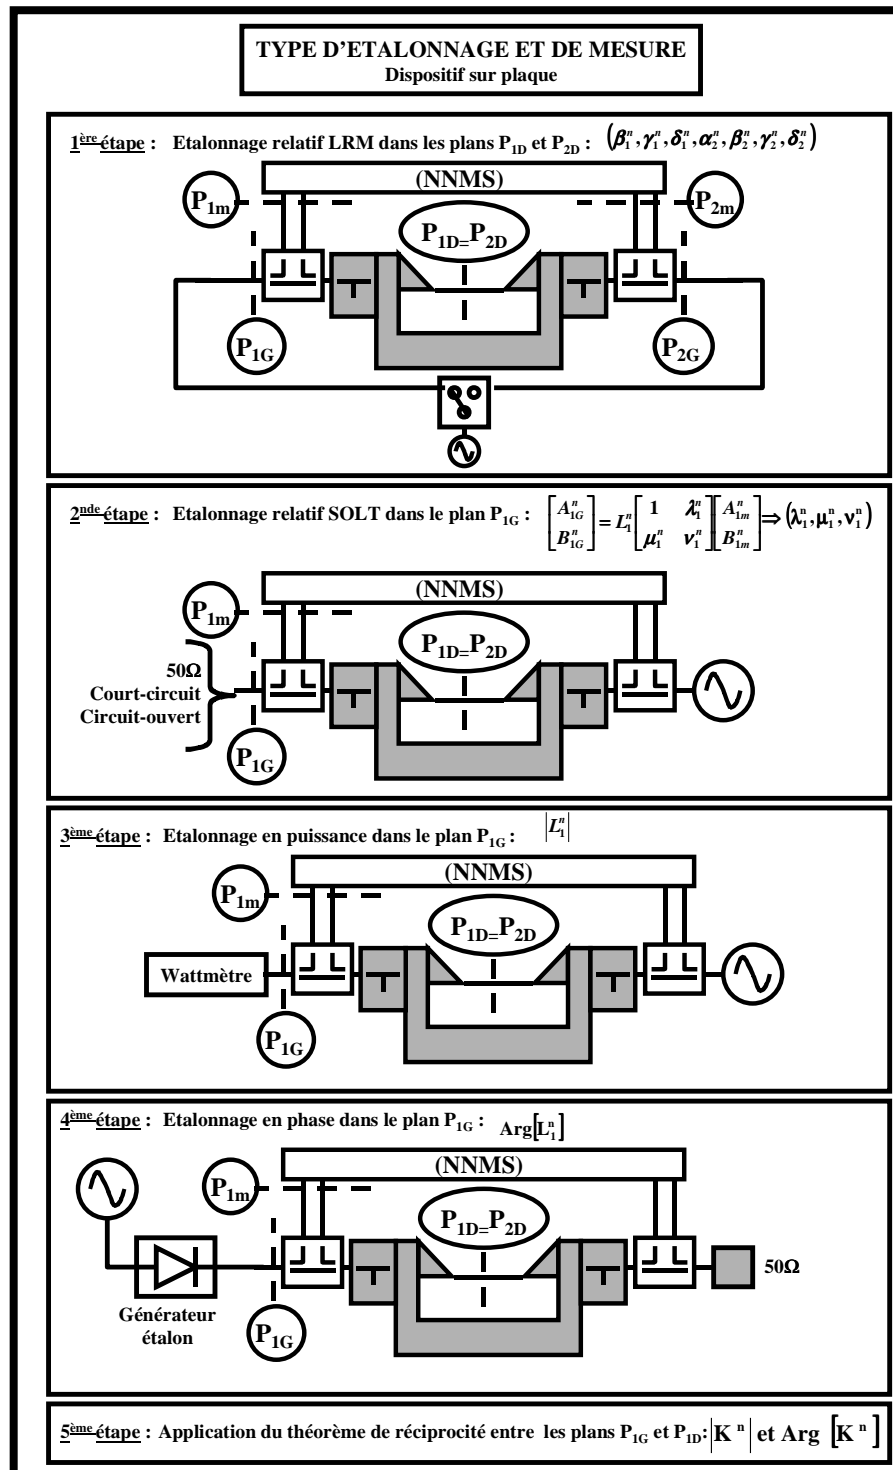 TYPE D'ETALONNAGE ET DE MESURE
Dispositif sur plaque
1ère étape : Etalonnage relatif LRM dans les plans P1D et P2D : (β₁ⁿ, γ₁ⁿ, δ₁ⁿ, α₂ⁿ, β₂ⁿ, γ₂ⁿ, δ₂ⁿ)
(NNMS)
P1m
P2m
P1D=P2D
P1G
P2G
2nde étape : Etalonnage relatif SOLT dans le plan P1G : [A₁Gⁿ B₁Gⁿ] = L₁ⁿ [1 λ₁ⁿ μ₁ⁿ ν₁ⁿ] [A₁mⁿ B₁mⁿ] ⇒ (λ₁ⁿ, μ₁ⁿ, ν₁ⁿ)
(NNMS)
P1m
P1D=P2D
50Ω
Court-circuit
Circuit-ouvert
P1G
3ème étape : Etalonnage en puissance dans le plan P1G : |L₁ⁿ|
(NNMS)
P1m
P1D=P2D
Wattmètre
P1G
4ème étape : Etalonnage en phase dans le plan P1G : Arg[L₁ⁿ]
(NNMS)
P1m
P1D=P2D
50Ω
Générateur
étalon
P1G
5ème étape : Application du théorème de réciprocité entre les plans P1G et P1D: |Kⁿ| et Arg [Kⁿ]